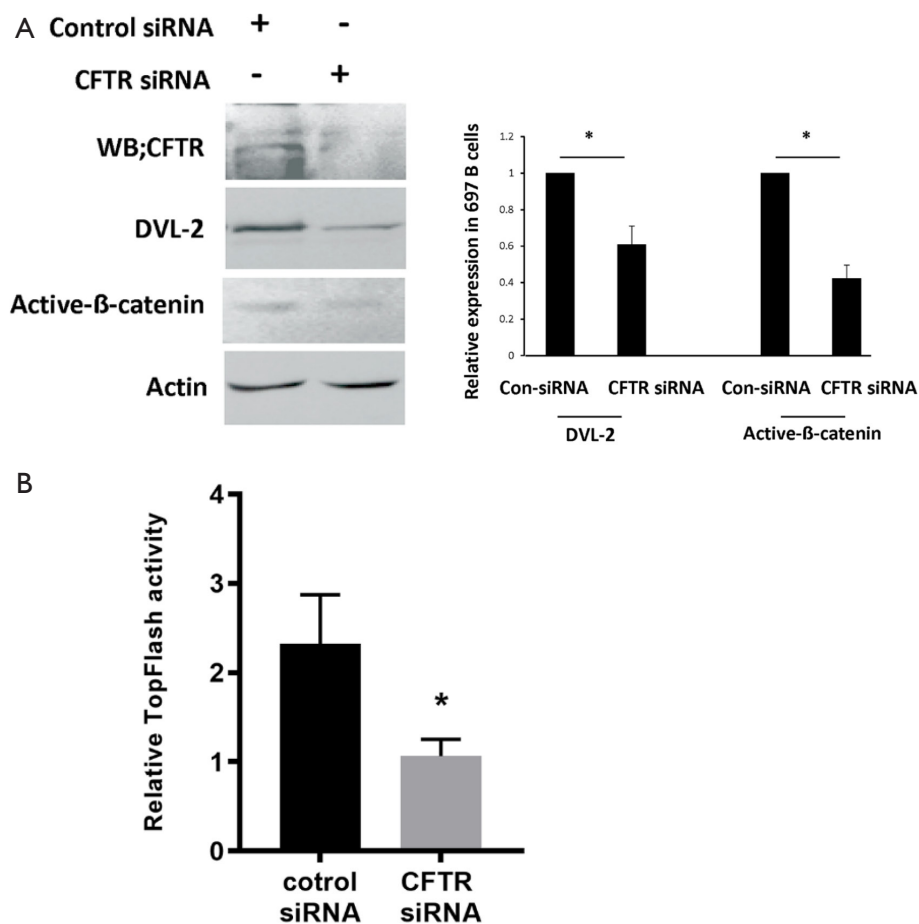 A Control siRNA + -
CFTR siRNA - +
WB;CFTR
DVL-2
Active-ß-catenin
Actin
Relative expression in 697 B cells
1.2
1
0.8
0.6
0.4
0.2
0
*
*
Con-siRNA CFTR siRNA Con-siRNA CFTR siRNA
DVL-2 Active-ß-catenin
B
Relative TopFlash activity
4
3
2
1
0
*
cotrol CFTR
siRNA siRNA